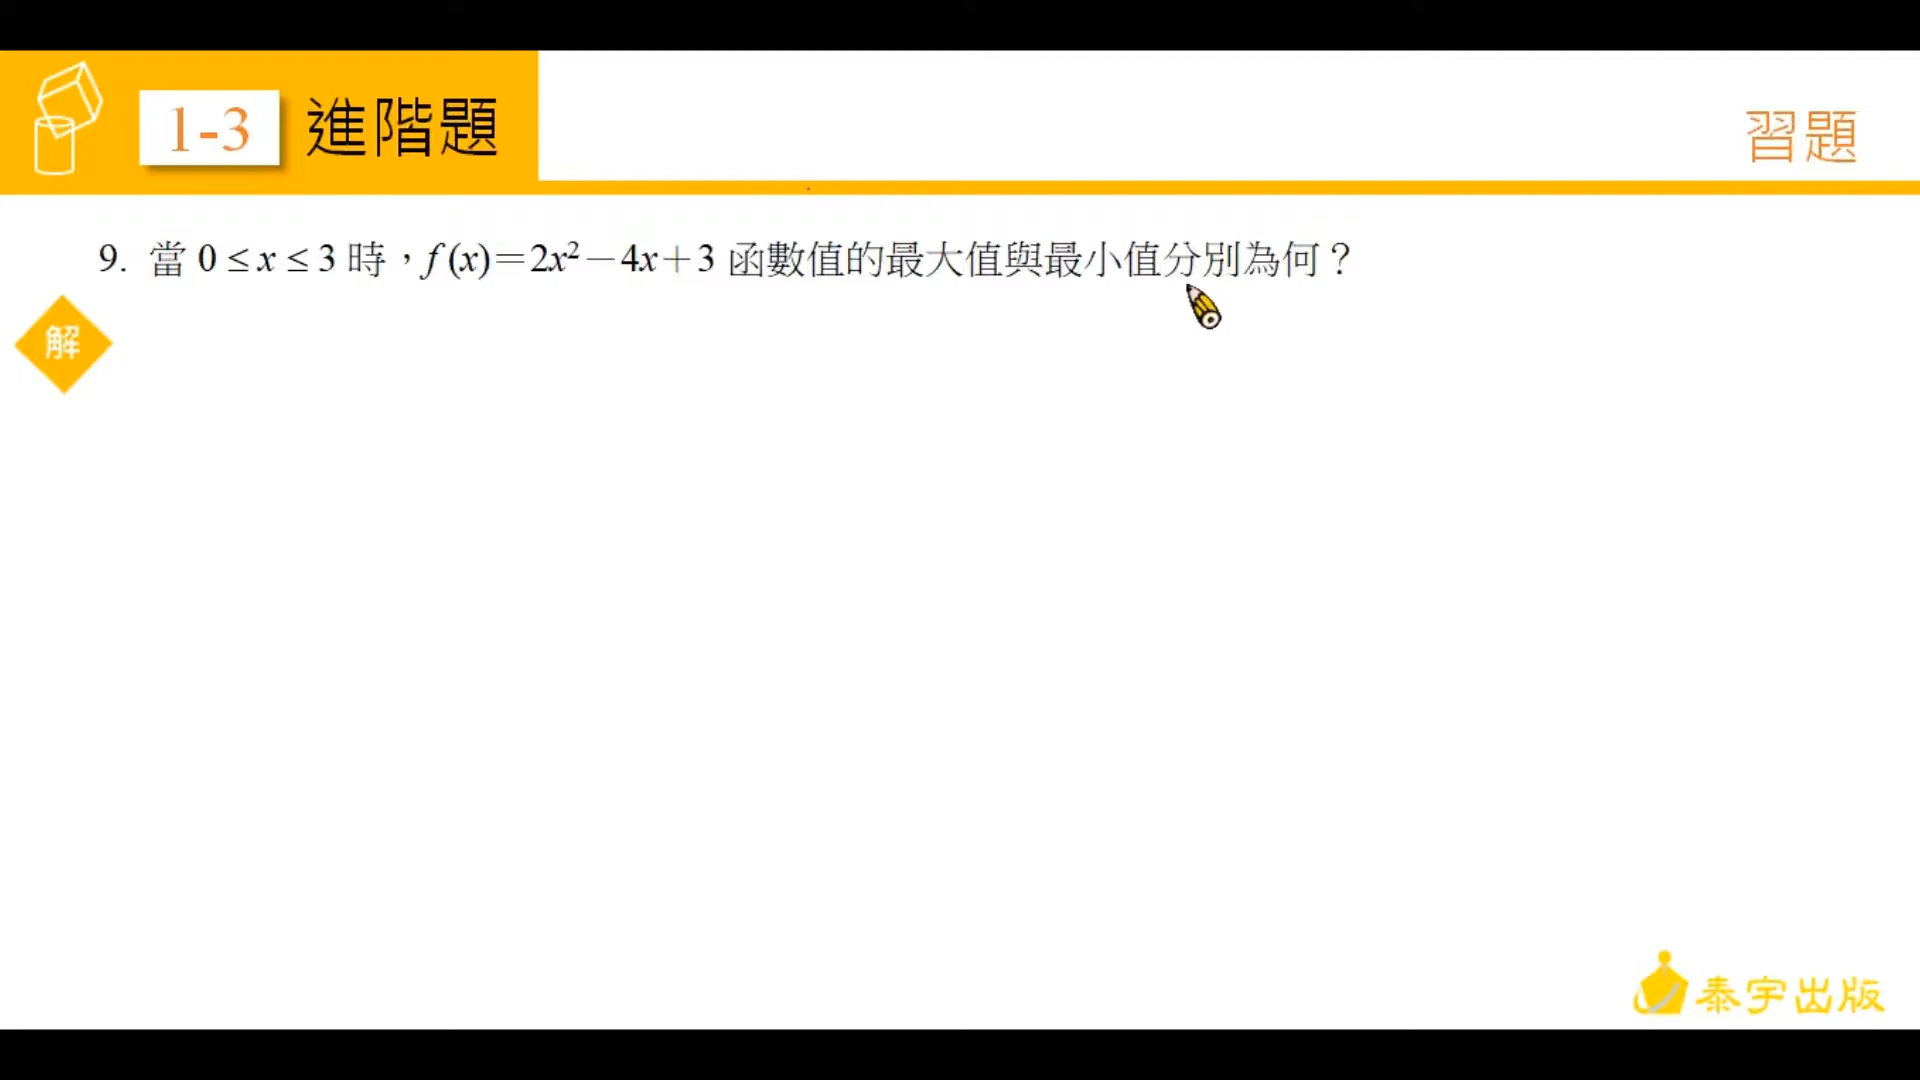 1-3 進階題
習題
9. 當 0 ≤ x ≤ 3 時，f (x)＝2x²－4x＋3 函數值的最大值與最小值分別為何？
解
泰宇出版